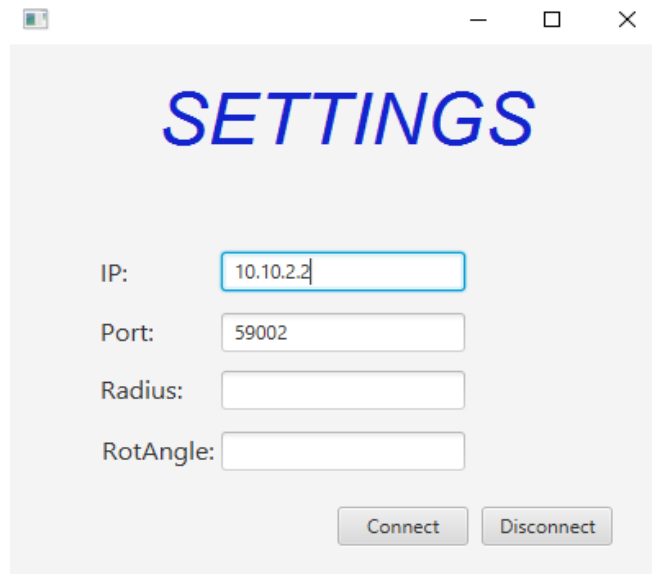 SETTINGS
IP: 10.10.2.2
Port: 59002
Radius:
RotAngle:
Connect Disconnect